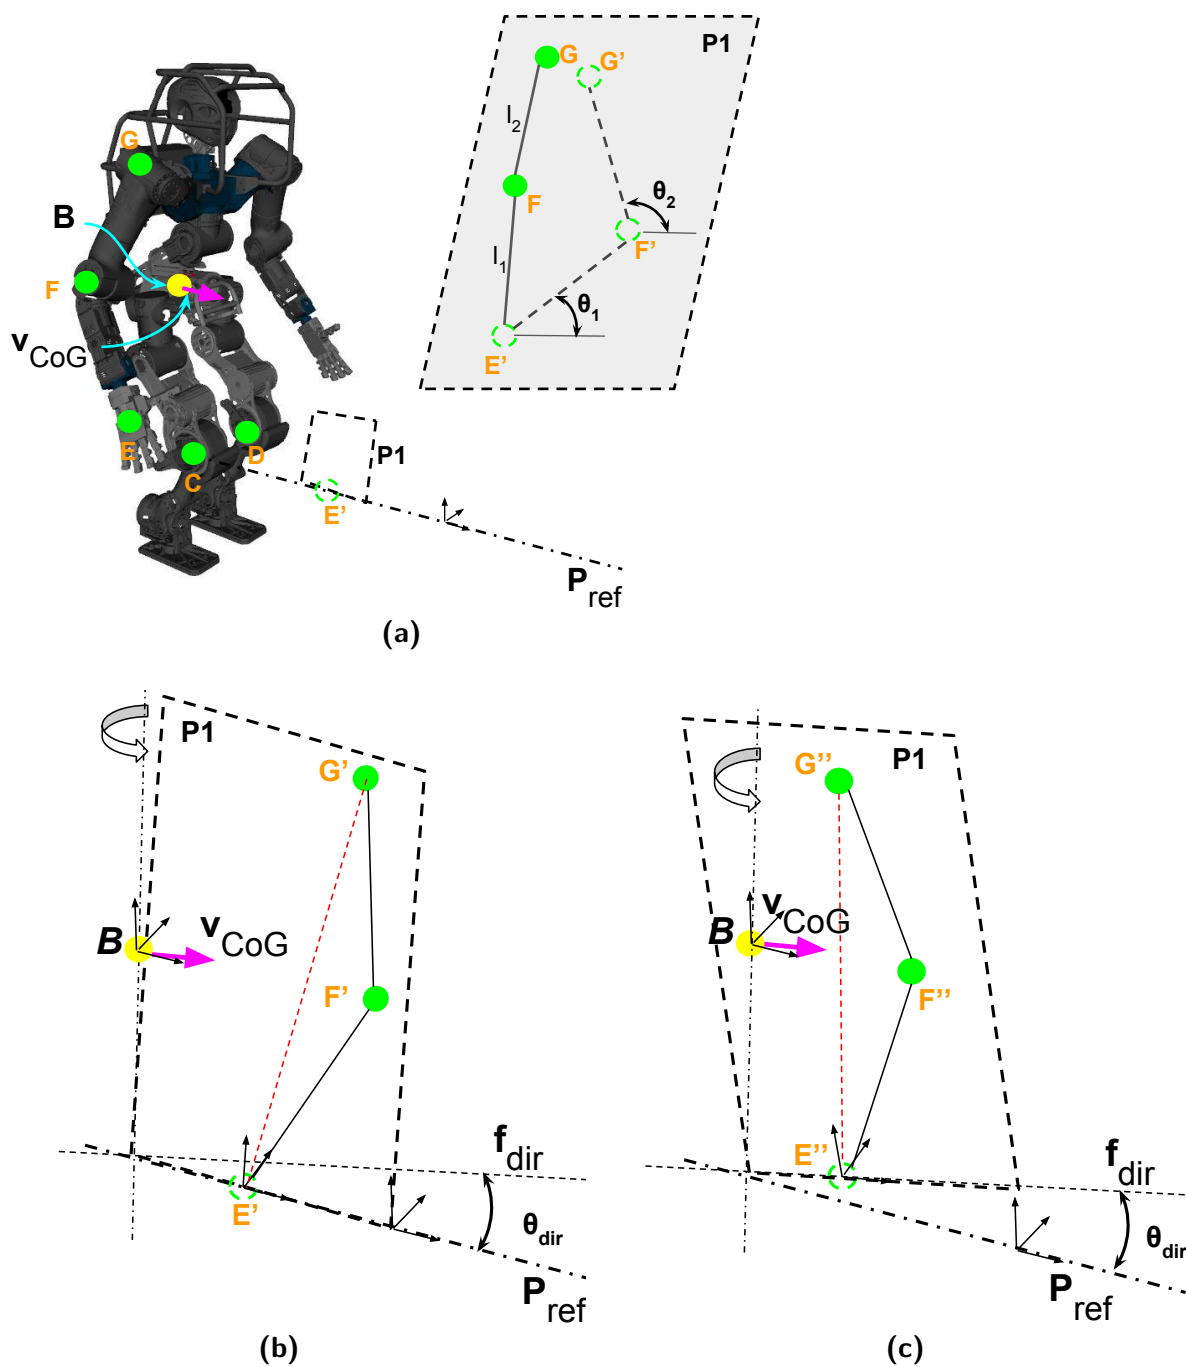 P1
G
G'
l2
F
θ2
F'
l1
θ1
E'
G
B
F
vCoG
E
C
D
P1
E'
Pref
(a)
P1
G'
B
vCoG
F'
fdir
E'
θdir
Pref
(b)
P1
G''
B
vCoG
F''
E''
fdir
θdir
Pref
(c)